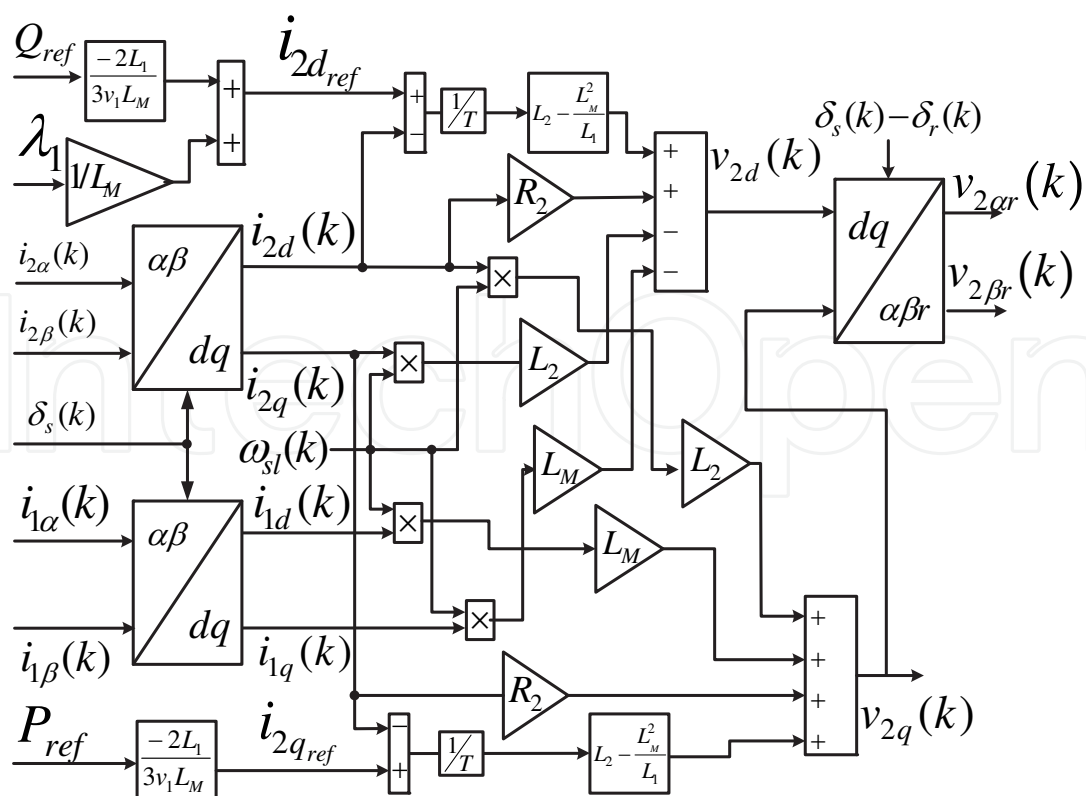 Q_ref
-2L_1
3v_1L_M
+
+
i_2d_ref
+
−
1/T
L_2 − L_M^2
L_1
λ_1
1/L_M
R_2
+
+
−
−
v_2d(k)
δ_s(k)−δ_r(k)
dq
αβr
v_2αr(k)
v_2βr(k)
i_2α(k)
i_2β(k)
αβ
dq
i_2d(k)
i_2q(k)
×
×
L_2
δ_s(k)
ω_sl(k)
L_M
L_2
i_1α(k)
i_1β(k)
αβ
dq
i_1d(k)
i_1q(k)
×
×
L_M
R_2
+
+
+
+
v_2q(k)
P_ref
-2L_1
3v_1L_M
i_2q_ref
−
+
1/T
L_2 − L_M^2
L_1
IntechOpen